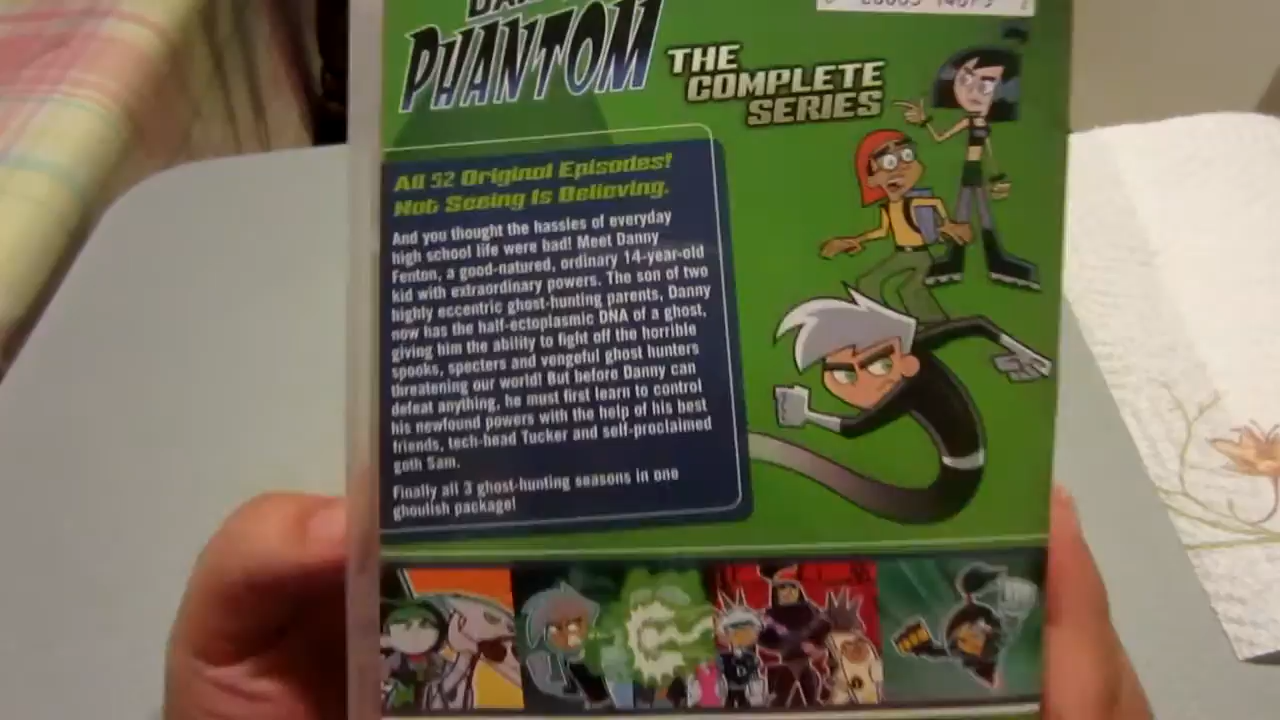 PHANTOM
THE
COMPLETE
SERIES
All 52 Original Episodes!
Not Seeing Is Believing.
And you thought the hassles of everyday
high school life were bad! Meet Danny
Fenton, a good-natured, ordinary 14-year-old
kid with extraordinary powers. The son of two
highly eccentric ghost-hunting parents, Danny
now has the half-ectoplasmic DNA of a ghost,
giving him the ability to fight off the horrible
spooks, specters and vengeful ghost hunters
threatening our world! But before Danny can
defeat anything, he must first learn to control
his newfound powers with the help of his best
friends, tech-head Tucker and self-proclaimed
goth Sam.
Finally all 3 ghost-hunting seasons in one
ghoulish package!